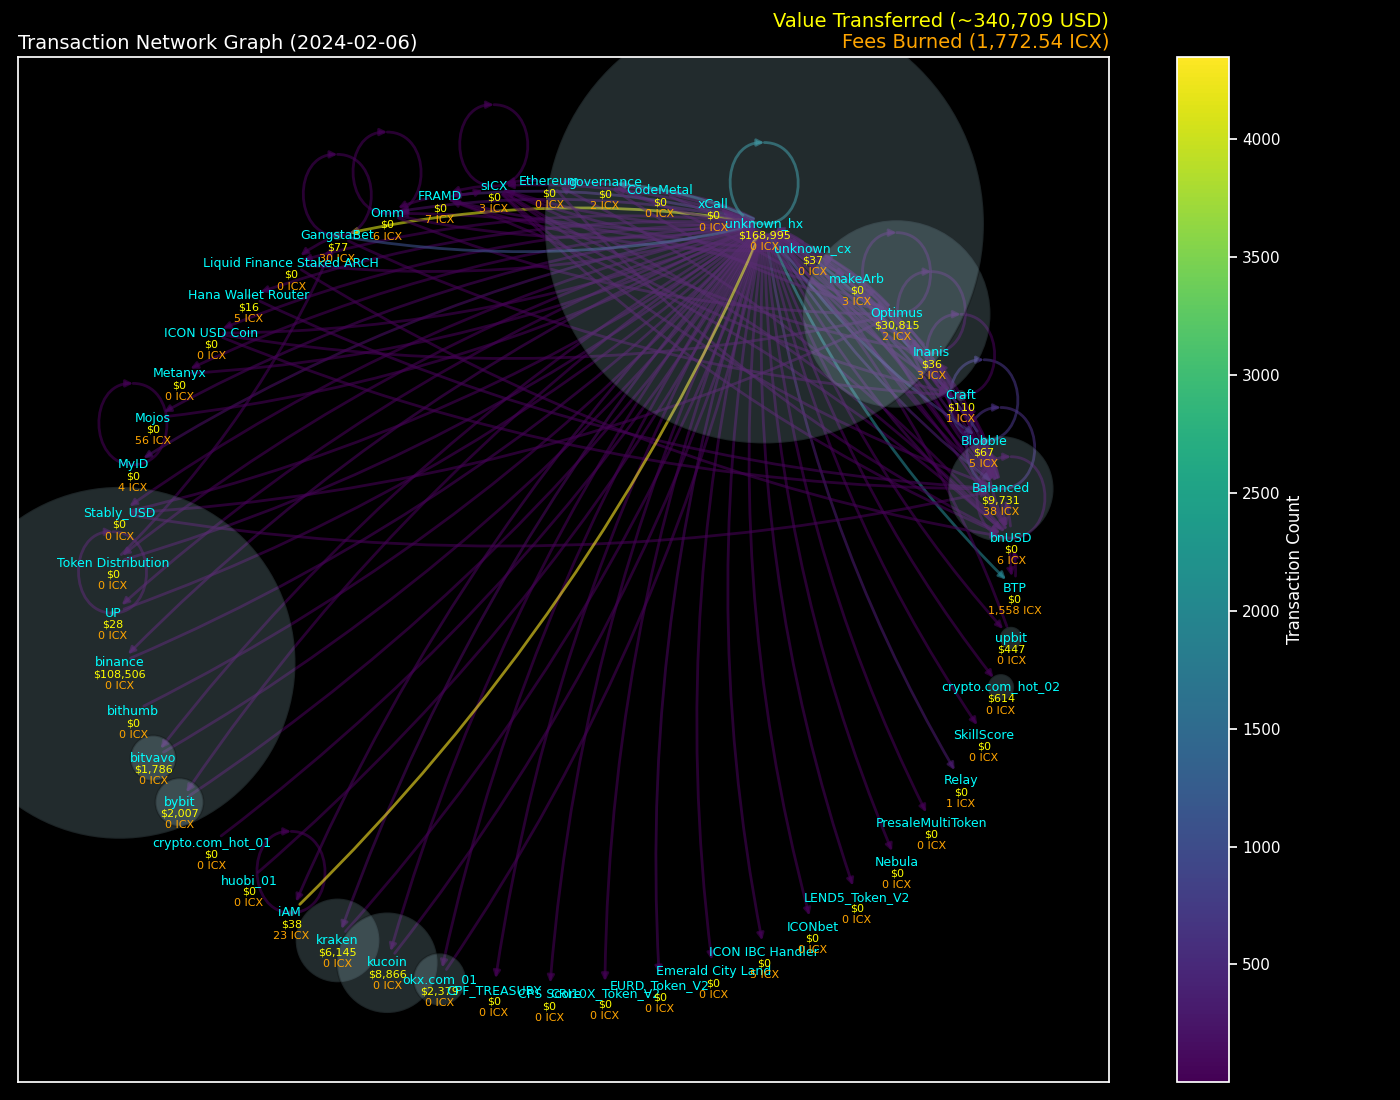 Value Transferred (~340,709 USD)
Transaction Network Graph (2024-02-06)
Fees Burned (1,772.54 ICX)
sICX
$0
3 ICX
Ethereum
$0
0 ICX
governance
$0
2 ICX
CodeMetal
$0
0 ICX
xCall
$0
0 ICX
unknown_hx
$168,995
0 ICX
unknown_cx
$37
0 ICX
makeArb
$0
3 ICX
Optimus
$30,815
2 ICX
Inanis
$36
3 ICX
Craft
$110
1 ICX
Blobble
$67
5 ICX
Balanced
$9,731
38 ICX
bnUSD
$0
6 ICX
BTP
$0
1,558 ICX
upbit
$447
0 ICX
crypto.com_hot_02
$614
0 ICX
SkillScore
$0
0 ICX
Relay
$0
1 ICX
PresaleMultiToken
$0
0 ICX
Nebula
$0
0 ICX
LEND5_Token_V2
$0
0 ICX
ICONbet
$0
0 ICX
ICON IBC Handler
$0
3 ICX
Emerald City Land
$0
0 ICX
EURD_Token_V2
$0
0 ICX
CRI10X_Token_V2
$0
0 ICX
CPS Score
$0
0 ICX
CPF_TREASURY
$0
0 ICX
okx.com_01
$2,379
0 ICX
kucoin
$8,866
0 ICX
kraken
$6,145
0 ICX
iAM
$38
23 ICX
huobi_01
$0
0 ICX
crypto.com_hot_01
$0
0 ICX
bybit
$2,007
0 ICX
bitvavo
$1,786
0 ICX
bithumb
$0
0 ICX
binance
$108,506
0 ICX
UP
$28
0 ICX
Token Distribution
$0
0 ICX
Stably_USD
$0
0 ICX
MyID
$0
4 ICX
Mojos
$0
56 ICX
Metanyx
$0
0 ICX
ICON USD Coin
$0
0 ICX
Hana Wallet Router
$16
5 ICX
Liquid Finance Staked ARCH
$0
0 ICX
GangstaBet
$77
30 ICX
Omm
$0
6 ICX
FRAMD
$0
7 ICX
4000
3500
3000
2500
2000
1500
1000
500
Transaction Count